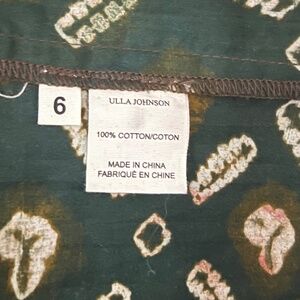 6
ULLA JOHNSON
100% COTTON/COTON
MADE IN CHINA
FABRIQUÉ EN CHINE